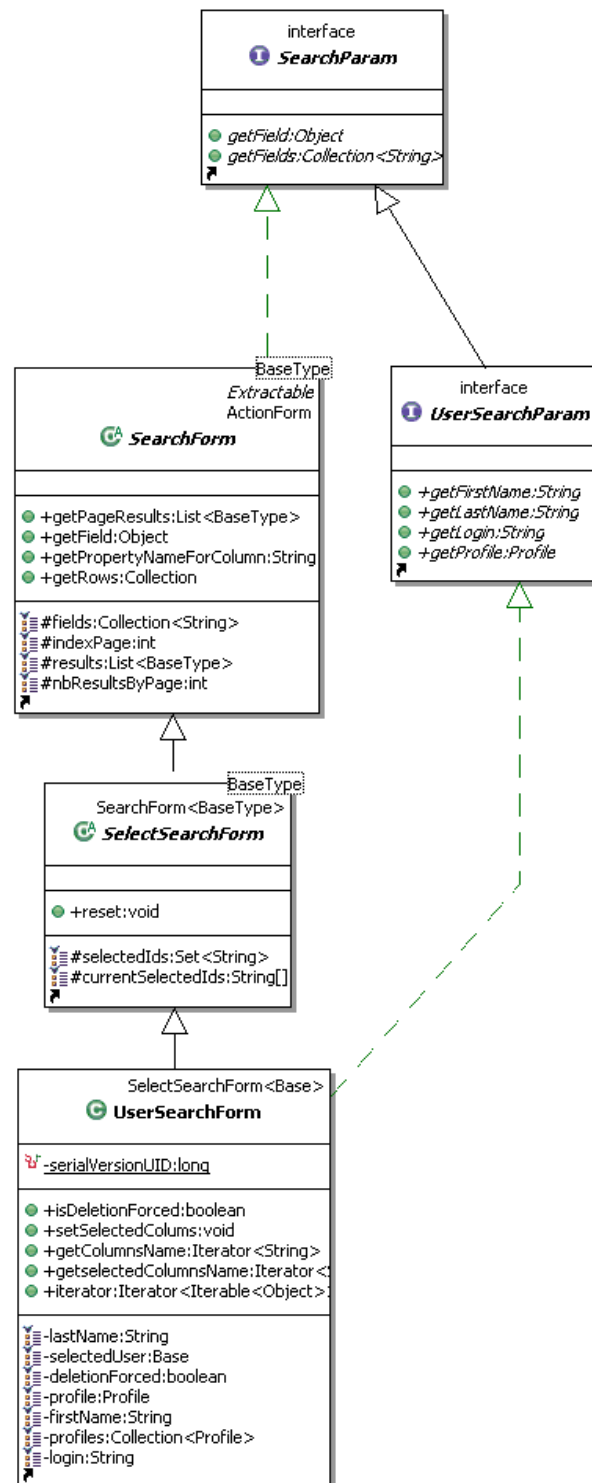 interface
SearchParam
getField:Object
getFields:Collection<String>
BaseType
Extractable
ActionForm
SearchForm
+getPageResults:List<BaseType>
+getField:Object
+getPropertyNameForColumn:String
+getRows:Collection
#fields:Collection<String>
#indexPage:int
#results:List<BaseType>
#nbResultsByPage:int
interface
UserSearchParam
+getFirstName:String
+getLastName:String
+getLogin:String
+getProfile:Profile
BaseType
SearchForm<BaseType>
SelectSearchForm
+reset:void
#selectedIds:Set<String>
#currentSelectedIds:String[]
SelectSearchForm<Base>
UserSearchForm
-serialVersionUID:long
+isDeletionForced:boolean
+setSelectedColums:void
+getColumnsName:Iterator<String>
+getselectedColumnsName:Iterator<
+iterator:Iterator<Iterable<Object>
-lastName:String
-selectedUser:Base
-deletionForced:boolean
-profile:Profile
-firstName:String
-profiles:Collection<Profile>
-login:String